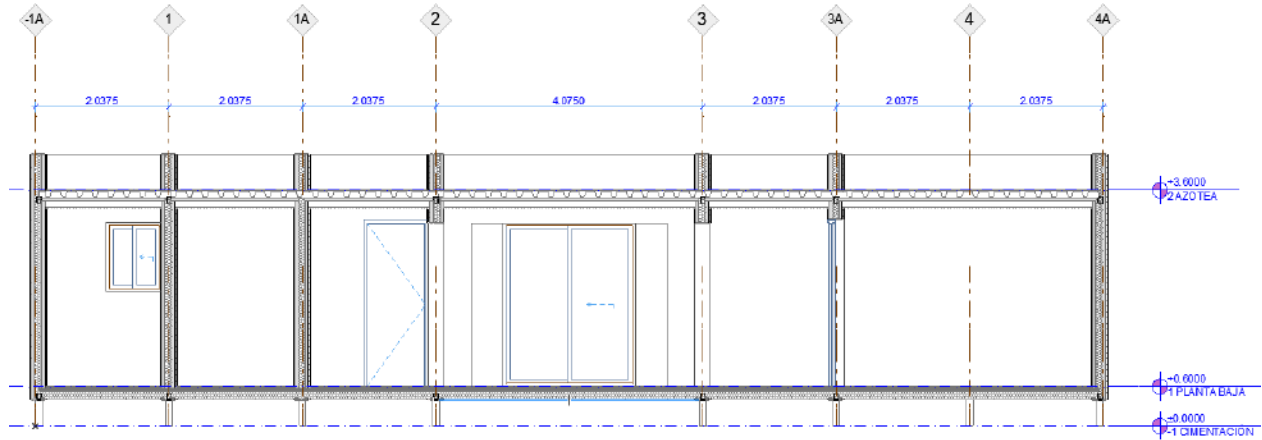 -1A 1 1A 2 3 3A 4 4A
2.0375 2.0375 2.0375 4.0750 2.0375 2.0375 2.0375
+3.6000
2 AZOTEA
+0.6000
1 PLANTA BAJA
±0.0000
-1 CIMENTACIÓN